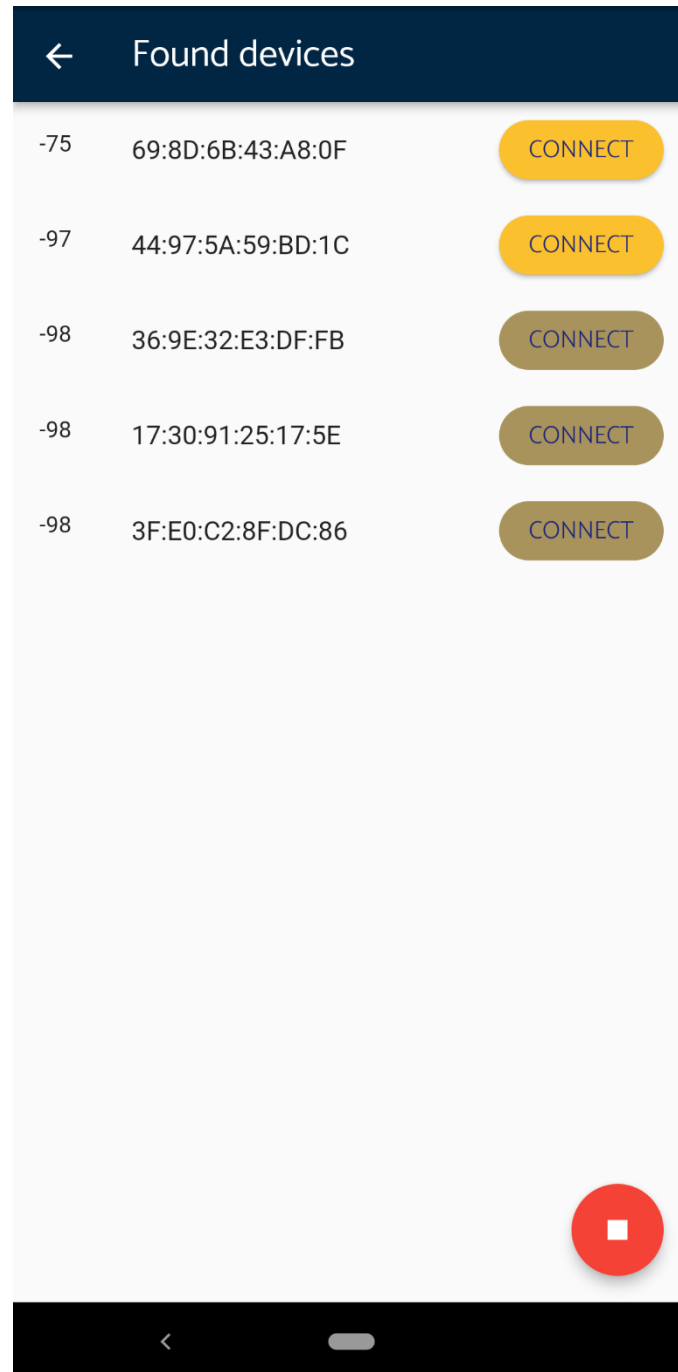 Found devices
-75 69:8D:6B:43:A8:0F CONNECT
-97 44:97:5A:59:BD:1C CONNECT
-98 36:9E:32:E3:DF:FB CONNECT
-98 17:30:91:25:17:5E CONNECT
-98 3F:E0:C2:8F:DC:86 CONNECT